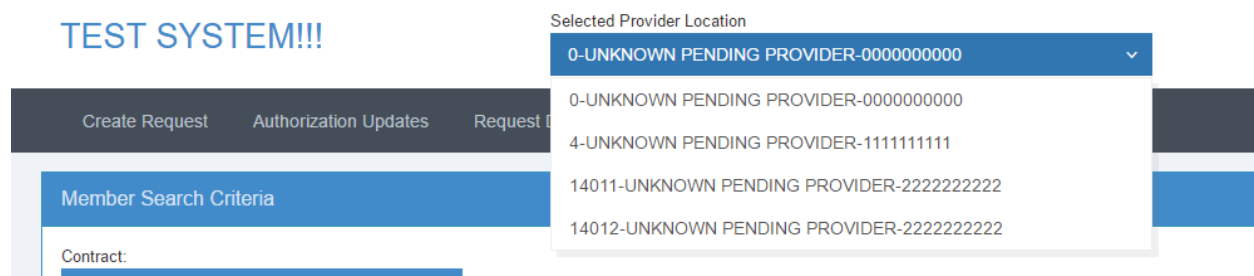 TEST SYSTEM!!!
Selected Provider Location
0-UNKNOWN PENDING PROVIDER-0000000000
0-UNKNOWN PENDING PROVIDER-0000000000
4-UNKNOWN PENDING PROVIDER-1111111111
14011-UNKNOWN PENDING PROVIDER-2222222222
14012-UNKNOWN PENDING PROVIDER-2222222222
Create Request Authorization Updates Request
Member Search Criteria
Contract: